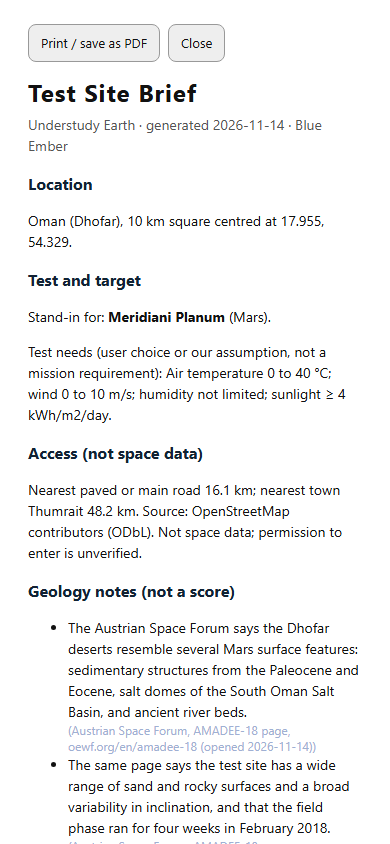 Print / save as PDF
Close
Test Site Brief
Understudy Earth · generated 2026-11-14 · Blue
Ember
Location
Oman (Dhofar), 10 km square centred at 17.955,
54.329.
Test and target
Stand-in for: Meridiani Planum (Mars).
Test needs (user choice or our assumption, not a
mission requirement): Air temperature 0 to 40 °C;
wind 0 to 10 m/s; humidity not limited; sunlight ≥ 4
kWh/m2/day.
Access (not space data)
Nearest paved or main road 16.1 km; nearest town
Thumrait 48.2 km. Source: OpenStreetMap
contributors (ODbL). Not space data; permission to
enter is unverified.
Geology notes (not a score)
• The Austrian Space Forum says the Dhofar
deserts resemble several Mars surface features:
sedimentary structures from the Paleocene and
Eocene, salt domes of the South Oman Salt
Basin, and ancient river beds.
(Austrian Space Forum, AMADEE-18 page,
oewf.org/en/amadee-18 (opened 2026-11-14))
• The same page says the test site has a wide
range of sand and rocky surfaces and a broad
variability in inclination, and that the field
phase ran for four weeks in February 2018.